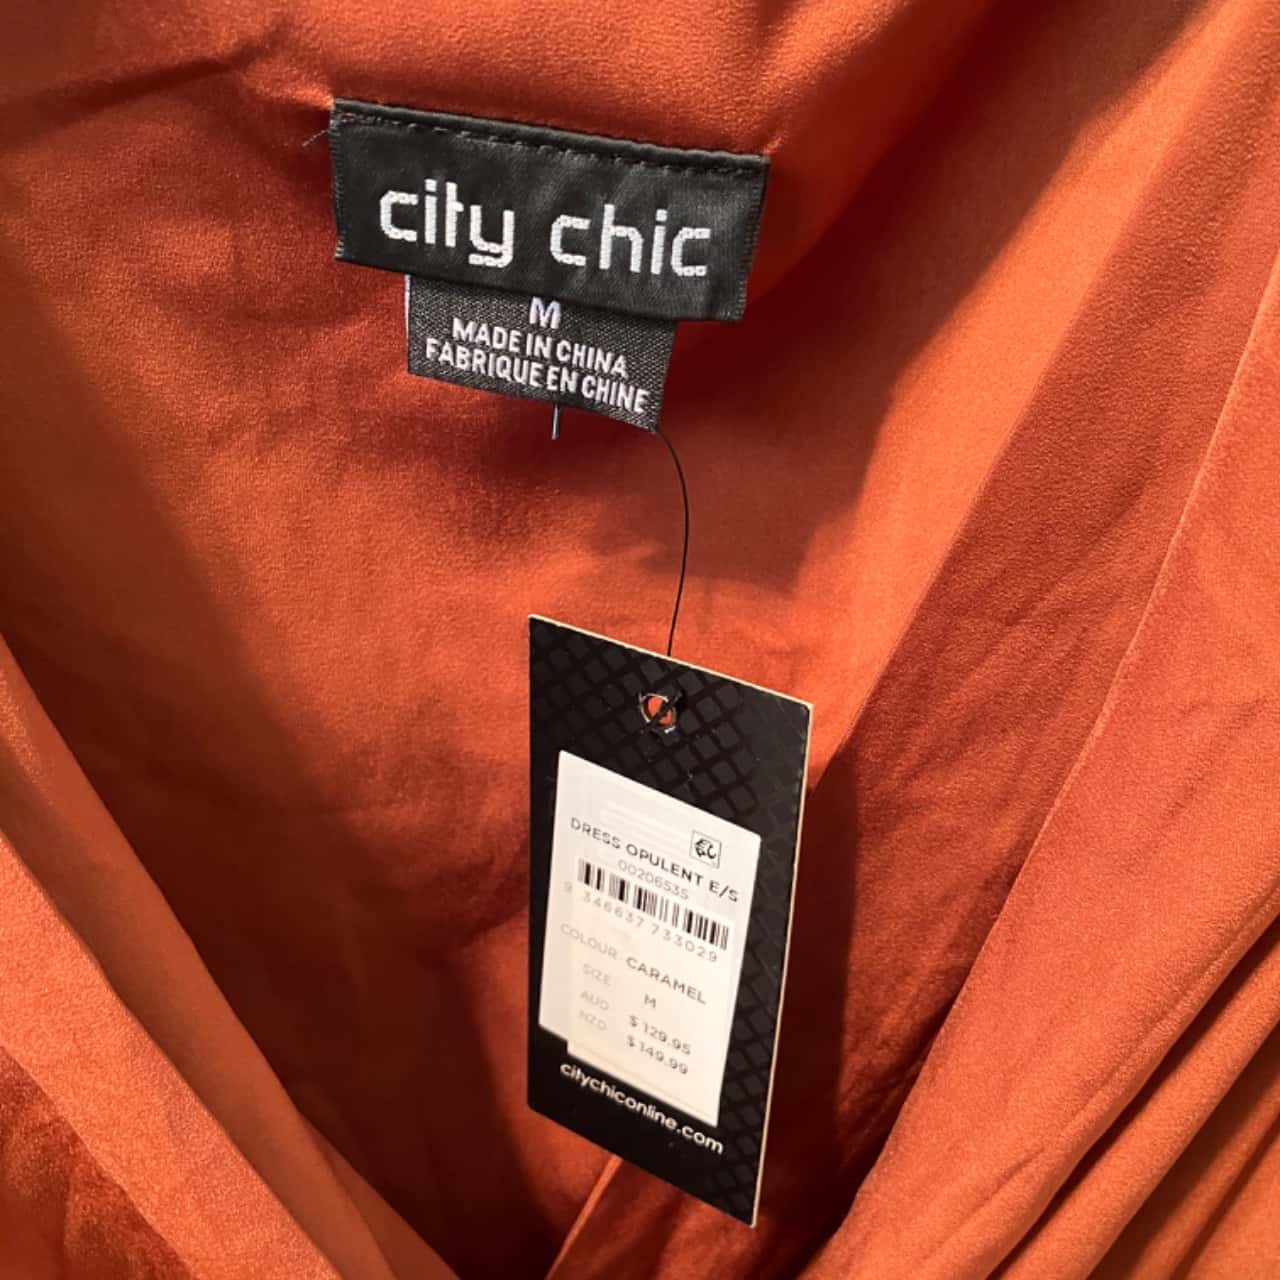 city chic
M
MADE IN CHINA
FABRIQUE EN CHINE
DRESS OPULENT E/S
00206535
9 346637 733029
COLOUR CARAMEL
SIZE M
AUD $129.95
NZD $149.99
citychiconline.com